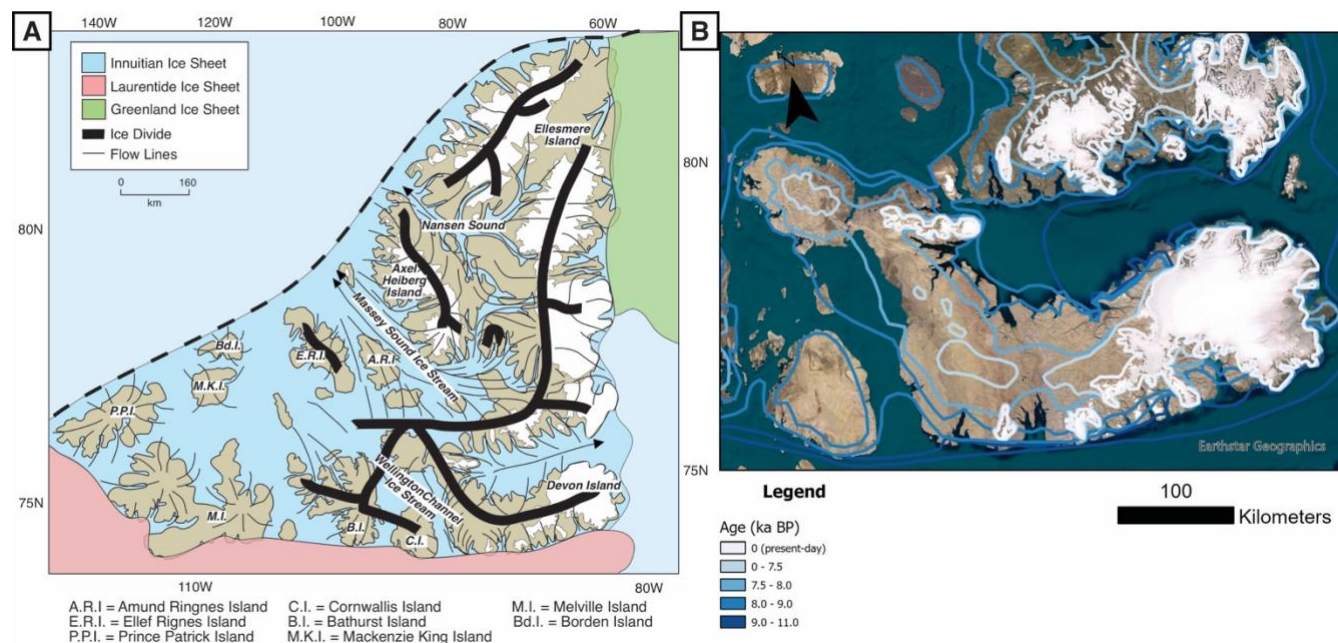 A
140W 120W 100W 80W 60W
Innuitian Ice Sheet
Laurentide Ice Sheet
Greenland Ice Sheet
Ice Divide
Flow Lines
0 160
km
80N
75N
Ellesmere
Island
Nansen Sound
Axel
Heiberg
Island
Massey Sound Ice Stream
Bd.I.
E.R.I.
A.R.I
M.K.I.
P.P.I.
Wellington Channel
Ice Stream
Devon Island
M.I.
B.I.
C.I.
110W 80W
A.R.I = Amund Ringnes Island C.I. = Cornwallis Island M.I. = Melville Island
E.R.I. = Ellef Rignes Island B.I. = Bathurst Island Bd.I. = Borden Island
P.P.I. = Prince Patrick Island M.K.I. = Mackenzie King Island
B
N
80N
75N
Earthstar Geographics
Legend
Age (ka BP)
0 (present-day)
0 - 7.5
7.5 - 8.0
8.0 - 9.0
9.0 - 11.0
100
Kilometers